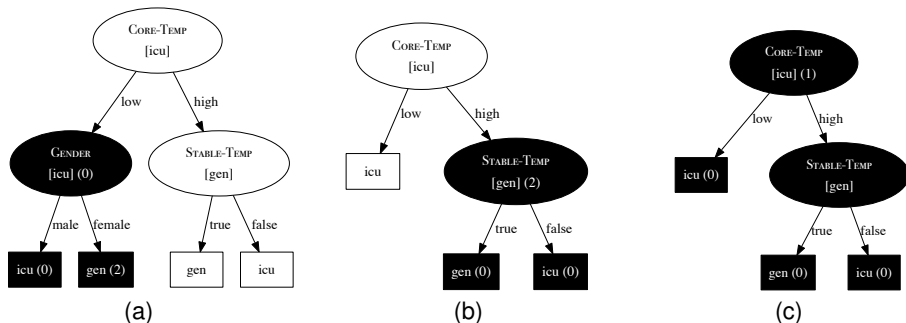 CORE-TEMP
[icu]
low
high
GENDER
[icu] (0)
STABLE-TEMP
[gen]
male
female
true
false
icu (0)
gen (2)
gen
icu
(a)
CORE-TEMP
[icu]
low
high
icu
STABLE-TEMP
[gen] (2)
true
false
gen (0)
icu (0)
(b)
CORE-TEMP
[icu] (1)
low
high
icu (0)
STABLE-TEMP
[gen]
true
false
gen (0)
icu (0)
(c)